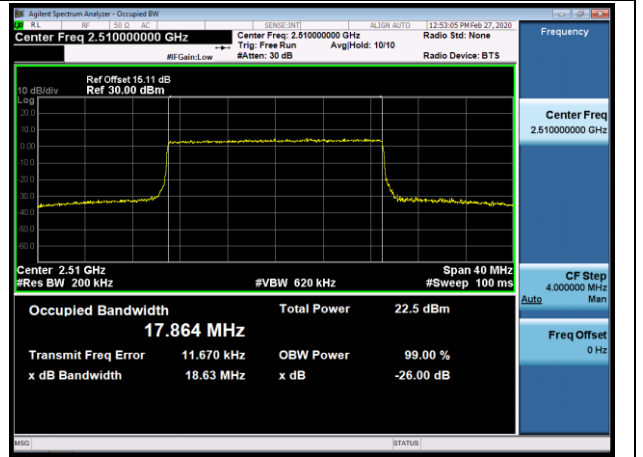 Agilent Spectrum Analyzer - Occupied BW
RL RF 50 Ω AC SENSE:INT ALIGN AUTO 12:53:05 PM Feb 27, 2020
Center Freq 2.510000000 GHz
Center Freq: 2.510000000 GHz
Radio Std: None
Trig: Free Run Avg|Hold: 10/10
#IFGain:Low
#Atten: 30 dB
Radio Device: BTS
Ref Offset 16.11 dB
10 dB/div Ref 30.00 dBm
Log
20.0
10.0
0.00
-10.0
-20.0
-30.0
-40.0
-50.0
-60.0
Center 2.51 GHz
Span 40 MHz
#Res BW 200 kHz
#VBW 620 kHz
#Sweep 100 ms
Occupied Bandwidth
Total Power 22.5 dBm
17.864 MHz
Transmit Freq Error 11.670 kHz
OBW Power 99.00 %
x dB Bandwidth 18.63 MHz
x dB -26.00 dB
MSG
STATUS
Frequency
Center Freq
2.510000000 GHz
CF Step
4.000000 MHz
Auto Man
Freq Offset
0 Hz